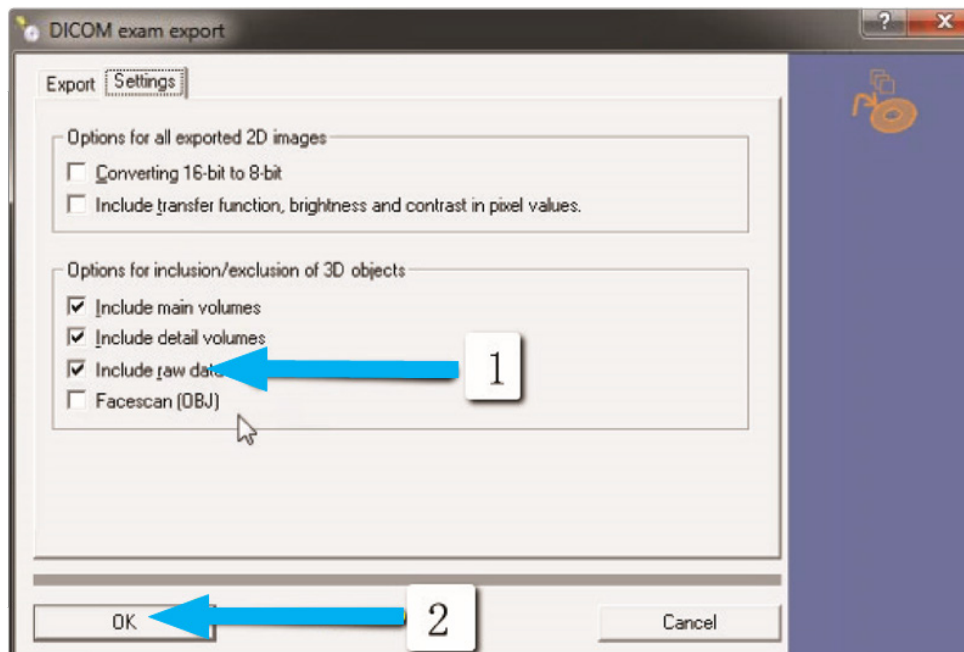 DICOM exam export
Export Settings
Options for all exported 2D images
Converting 16-bit to 8-bit
Include transfer function, brightness and contrast in pixel values.
Options for inclusion/exclusion of 3D objects
Include main volumes
Include detail volumes
Include raw data
1
Facescan (OBJ)
OK
2
Cancel